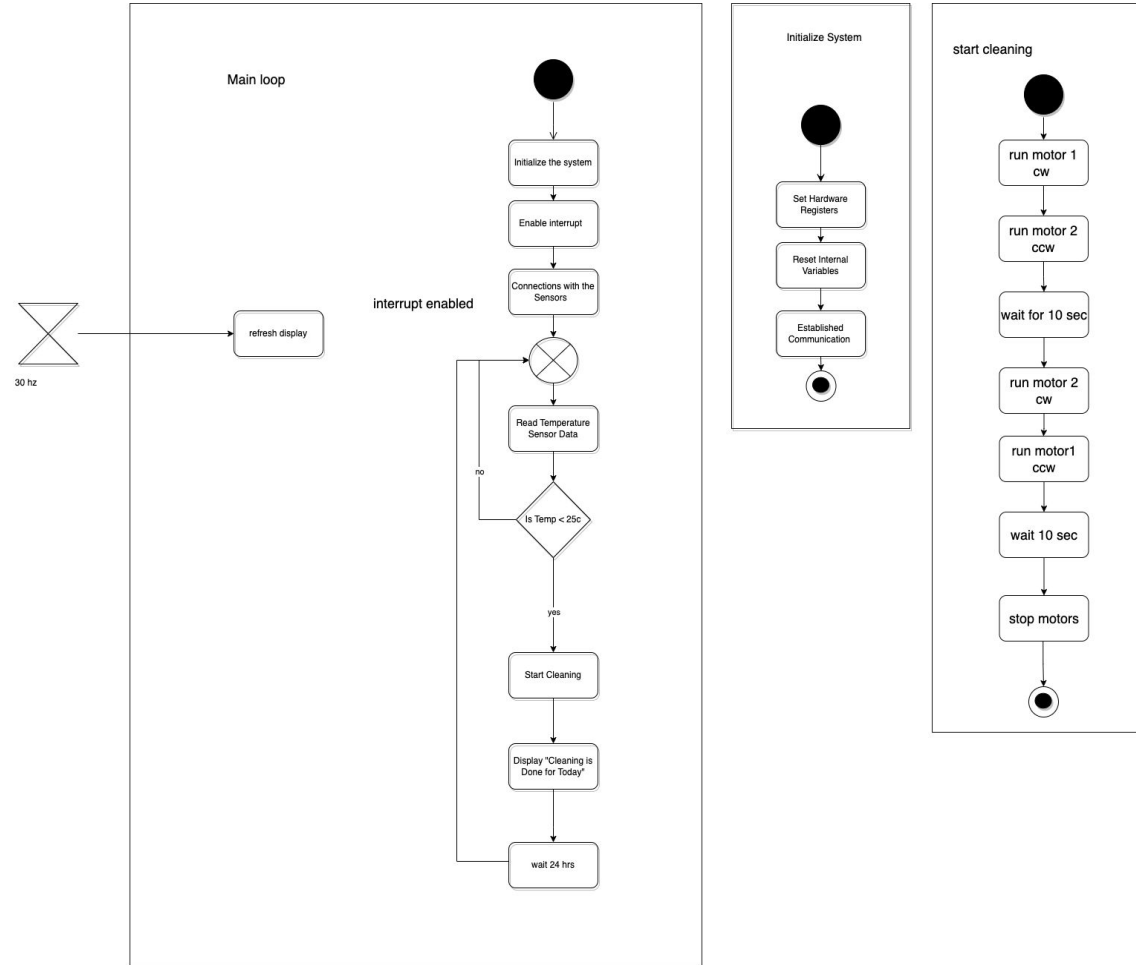 Main loop
Initialize the system
Enable interrupt
Connections with the
Sensors
interrupt enabled
refresh display
30 hz
Read Temperature
Sensor Data
no
Is Temp < 25c
yes
Start Cleaning
Display "Cleaning is
Done for Today"
wait 24 hrs
Initialize System
Set Hardware
Registers
Reset Internal
Variables
Established
Communication
start cleaning
run motor 1
cw
run motor 2
ccw
wait for 10 sec
run motor 2
cw
run motor1
ccw
wait 10 sec
stop motors